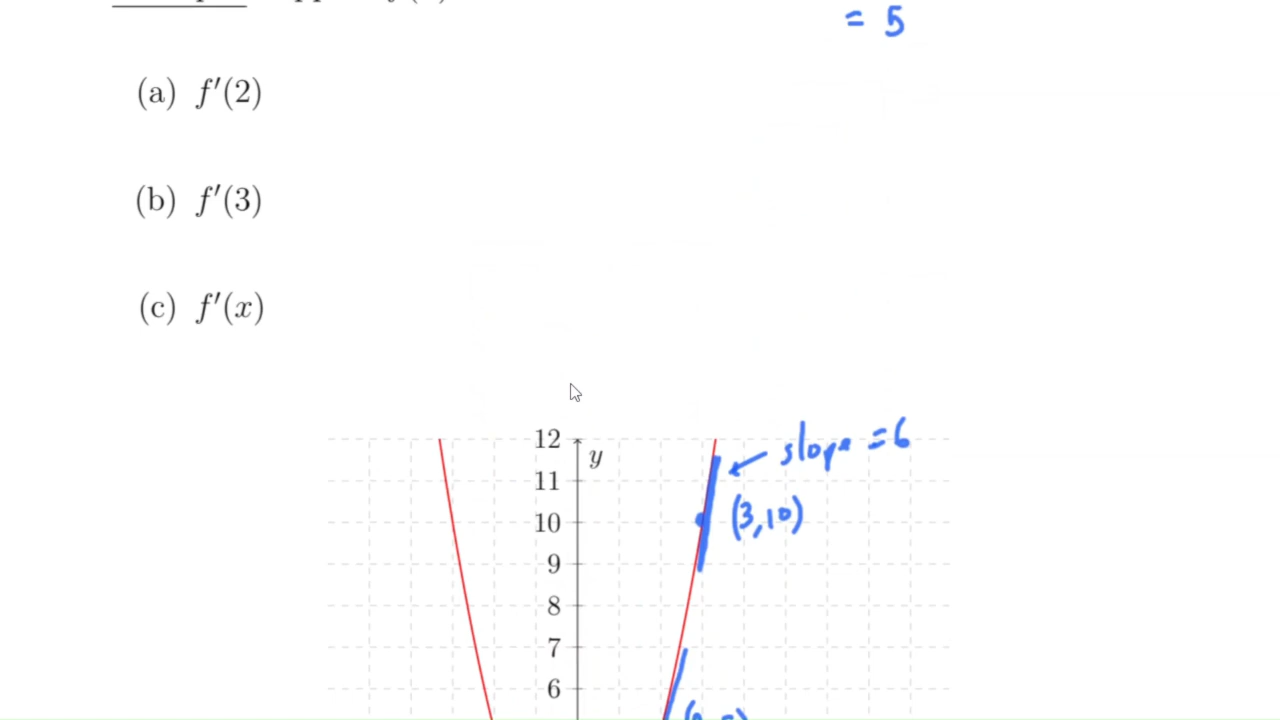 = 5
(a) f′(2)
(b) f′(3)
(c) f′(x)
12
y
slope = 6
11
(3,10)
10
9
8
7
6